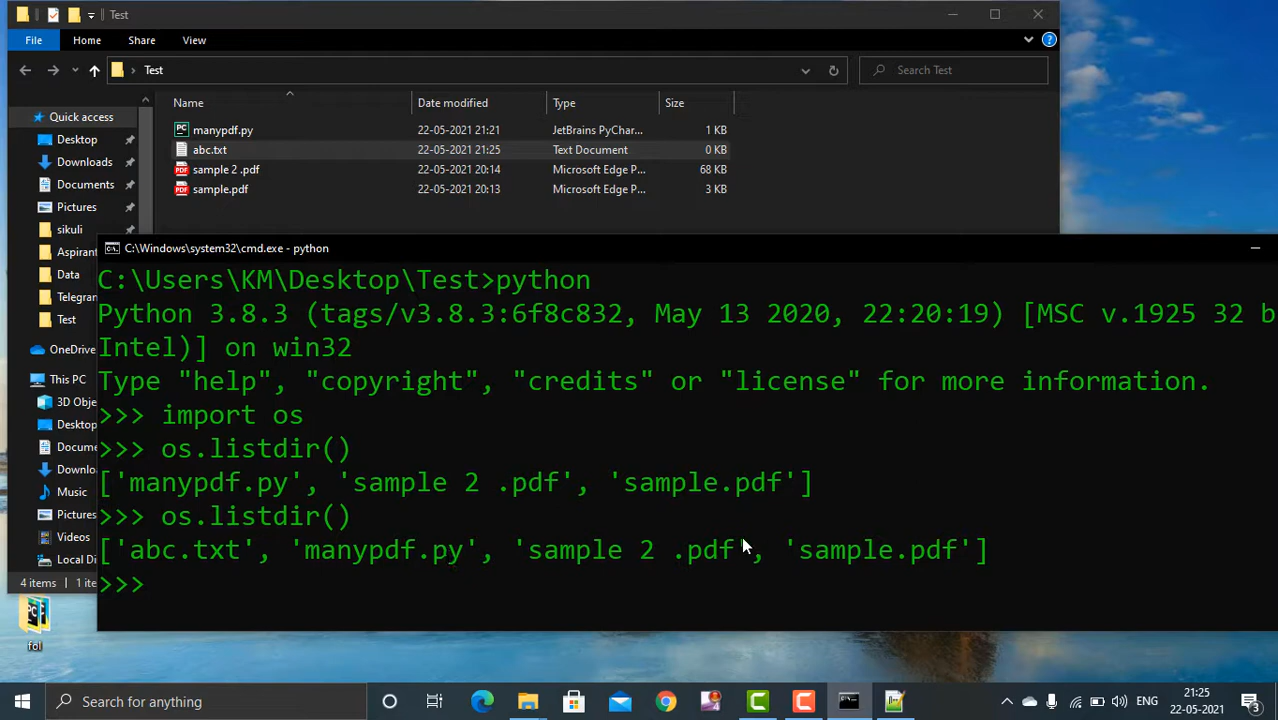 Test
File Home Share View
Test Search Test
Name Date modified Type Size
Quick access
Desktop
Downloads
Documents
Pictures
sikuli
Aspirant
Data
Telegran
Test
OneDrive
This PC
3D Obje
Desktop
Docume
Downlo
Music
Pictures
Videos
Local Di
manypdf.py 22-05-2021 21:21 JetBrains PyChar... 1 KB
abc.txt 22-05-2021 21:25 Text Document 0 KB
sample 2 .pdf 22-05-2021 20:14 Microsoft Edge P... 68 KB
sample.pdf 22-05-2021 20:13 Microsoft Edge P... 3 KB
4 items 1 ite
C:\Windows\system32\cmd.exe - python
C:\Users\KM\Desktop\Test>python
Python 3.8.3 (tags/v3.8.3:6f8c832, May 13 2020, 22:20:19) [MSC v.1925 32 b
Intel)] on win32
Type "help", "copyright", "credits" or "license" for more information.
>>> import os
>>> os.listdir()
['manypdf.py', 'sample 2 .pdf', 'sample.pdf']
>>> os.listdir()
['abc.txt', 'manypdf.py', 'sample 2 .pdf', 'sample.pdf']
>>>
fol
Search for anything
ENG
21:25
22-05-2021
3